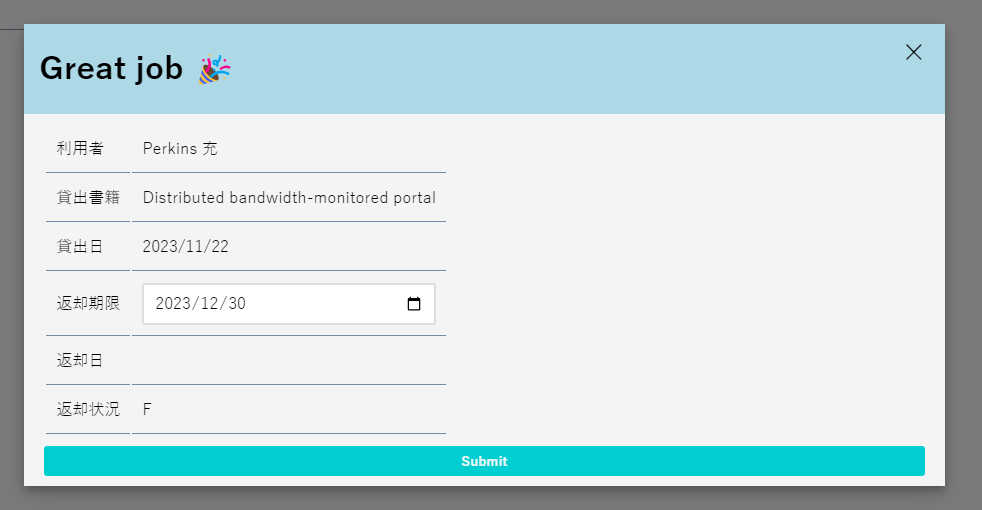 Great job 🎉
利用者 Perkins 充
貸出書籍 Distributed bandwidth-monitored portal
貸出日 2023/11/22
返却期限 2023/12/30
返却日
返却状況 F
Submit